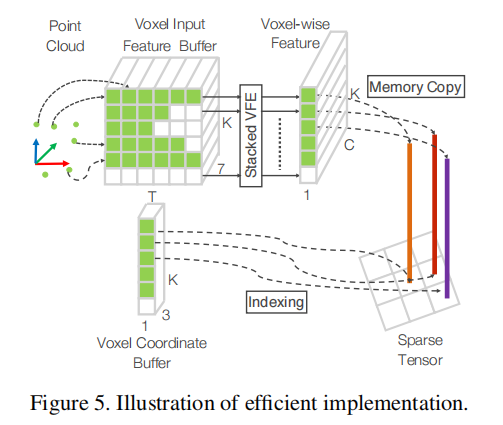 Point
Cloud
Voxel Input
Feature Buffer
Voxel-wise
Feature
K
7
T
Stacked VFE
K
C
1
Memory Copy
K
1
3
Voxel Coordinate
Buffer
Indexing
Sparse
Tensor
Figure 5. Illustration of efficient implementation.